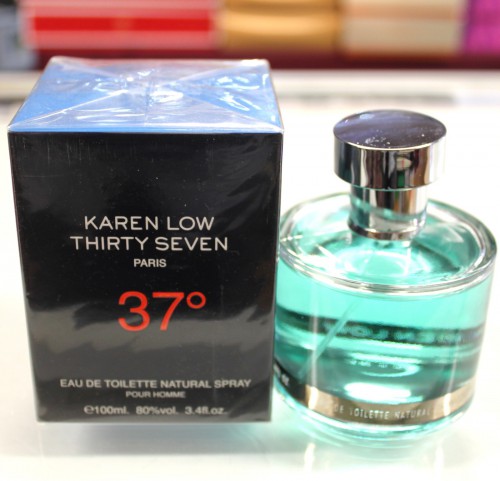 KAREN LOW
THIRTY SEVEN
PARIS
37°
EAU DE TOILETTE NATURAL SPRAY
POUR HOMME
℮100ml. 80%vol. 3.4fl.oz.
DE TOILETTE NATURAL